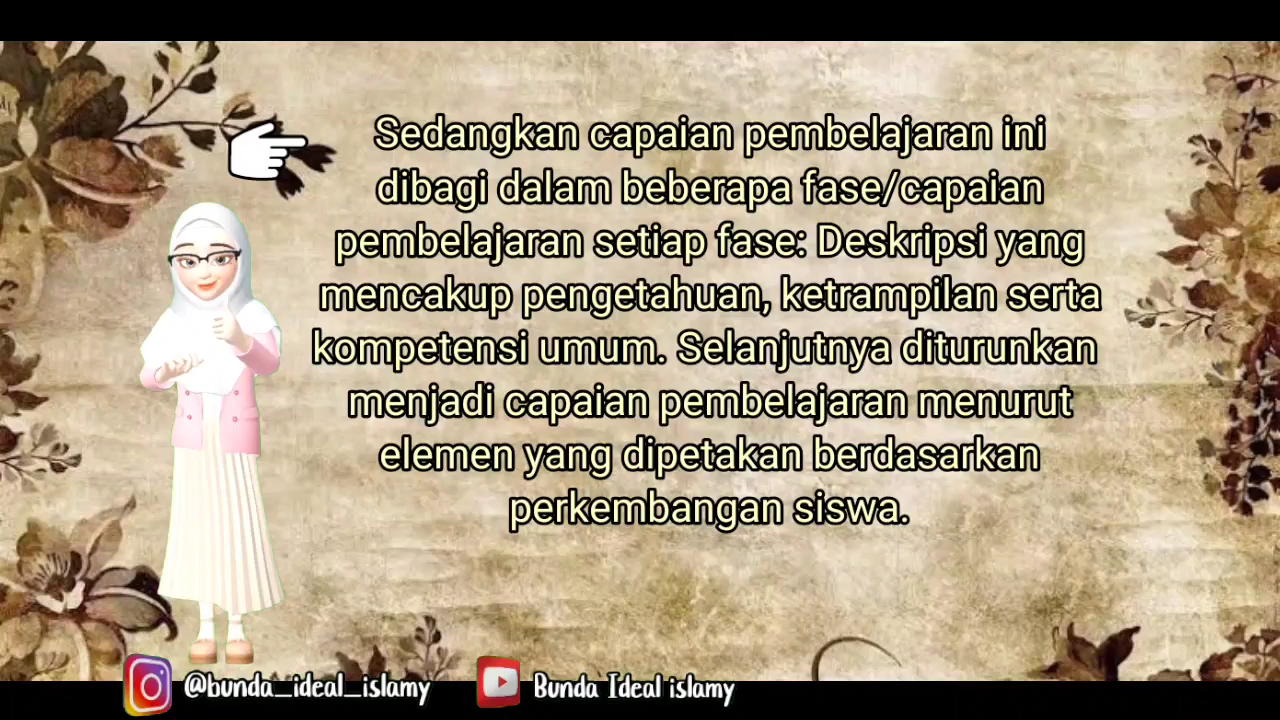 Sedangkan capaian pembelajaran ini
dibagi dalam beberapa fase/capaian
pembelajaran setiap fase: Deskripsi yang
mencakup pengetahuan, ketrampilan serta
kompetensi umum. Selanjutnya diturunkan
menjadi capaian pembelajaran menurut
elemen yang dipetakan berdasarkan
perkembangan siswa.
@bunda_ideal_islamy
Bunda Ideal islamy